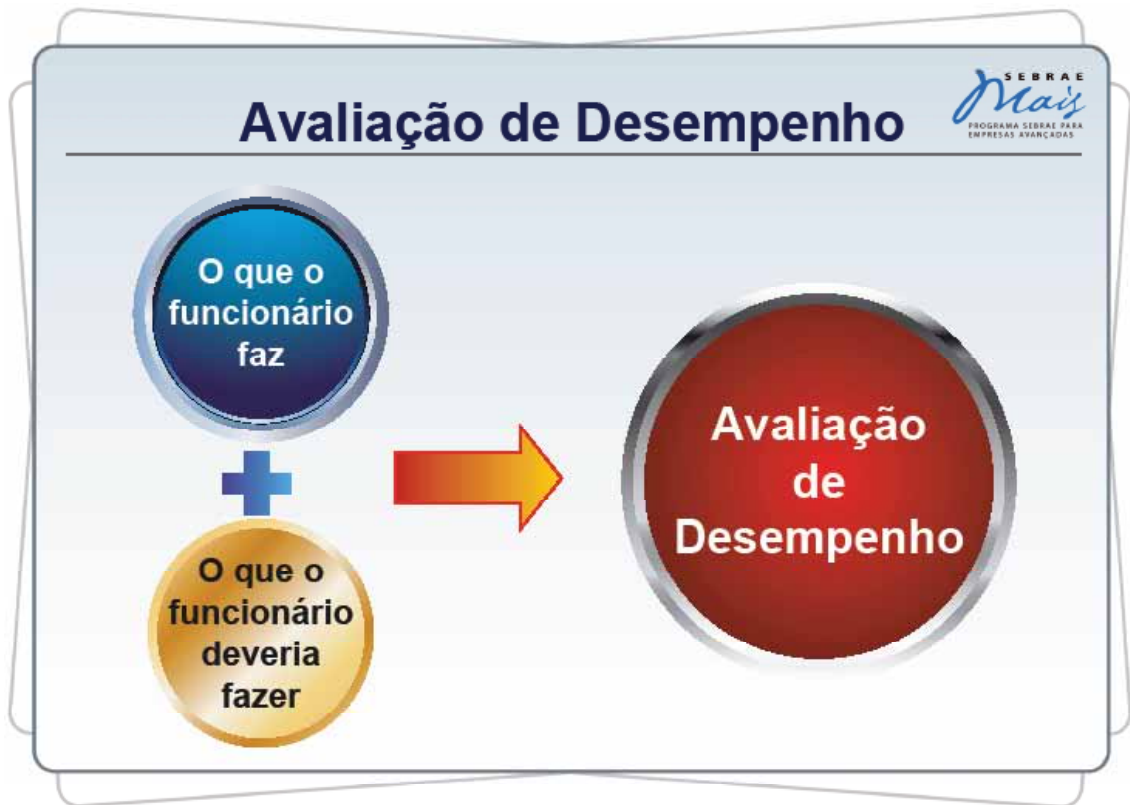 Avaliação de Desempenho
SEBRAE
Mais
PROGRAMA SEBRAE PARA
EMPRESAS AVANÇADAS
O que o
funcionário
faz
O que o
funcionário
deveria
fazer
Avaliação
de
Desempenho